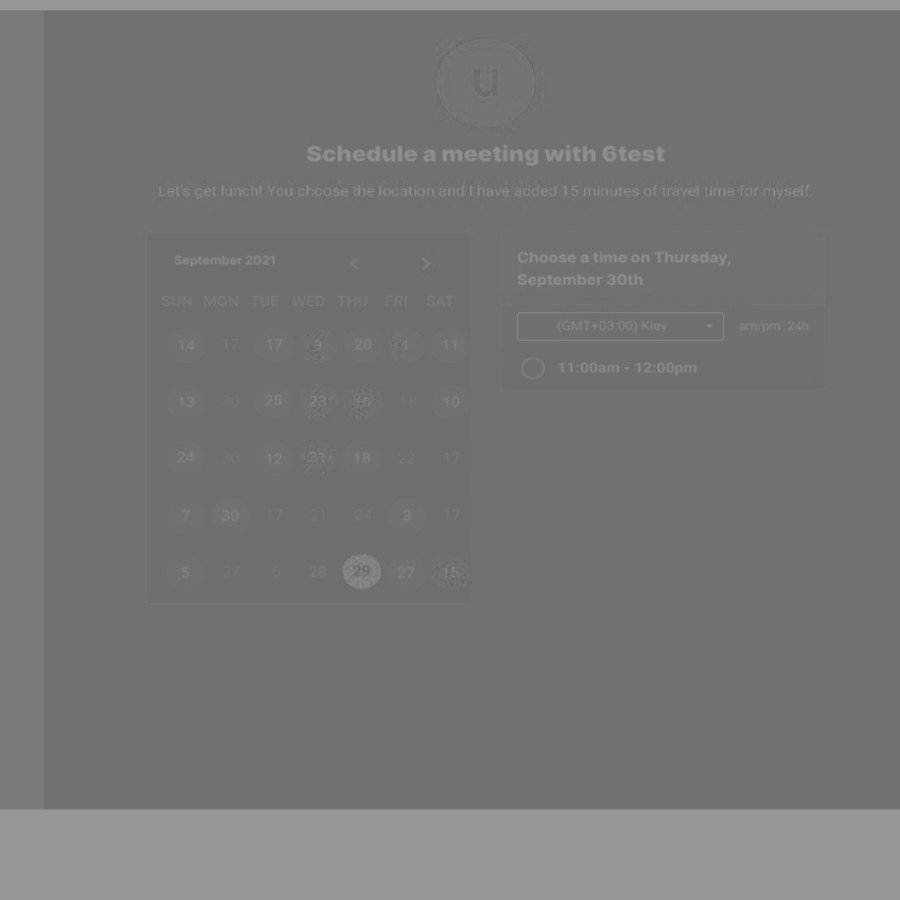 u
Schedule a meeting with 6test
Let's get lunch! You choose the location and I have added 15 minutes of travel time for myself.
September 2021 < >
SUN MON TUE WED THU FRI SAT
14 17 17 9 20 1 11
13 30 25 23 16 18 10
24 30 12 31 18 22 17
7 30 17 21 24 3 17
5 27 6 28 29 27 15
Choose a time on Thursday,
September 30th
(GMT+03:00) Kiev am/pm 24h
11:00am - 12:00pm